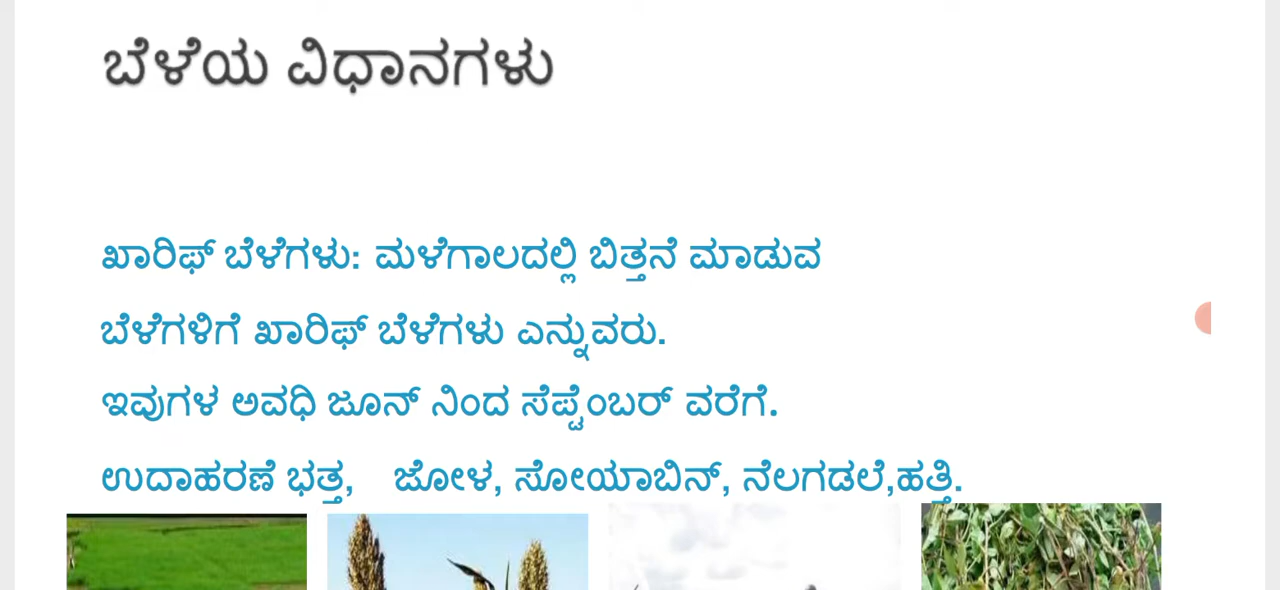 ಬೆಳೆಯ ವಿಧಾನಗಳು
ಖಾರಿಫ್ ಬೆಳೆಗಳು: ಮಳೆಗಾಲದಲ್ಲಿ ಬಿತ್ತನೆ ಮಾಡುವ
ಬೆಳೆಗಳಿಗೆ ಖಾರಿಫ್ ಬೆಳೆಗಳು ಎನ್ನುವರು.
ಇವುಗಳ ಅವಧಿ ಜೂನ್ ನಿಂದ ಸೆಪ್ಟೆಂಬರ್ ವರೆಗೆ.
ಉದಾಹರಣೆ ಭತ್ತ, ಜೋಳ, ಸೋಯಾಬಿನ್, ನೆಲಗಡಲೆ,ಹತ್ತಿ.